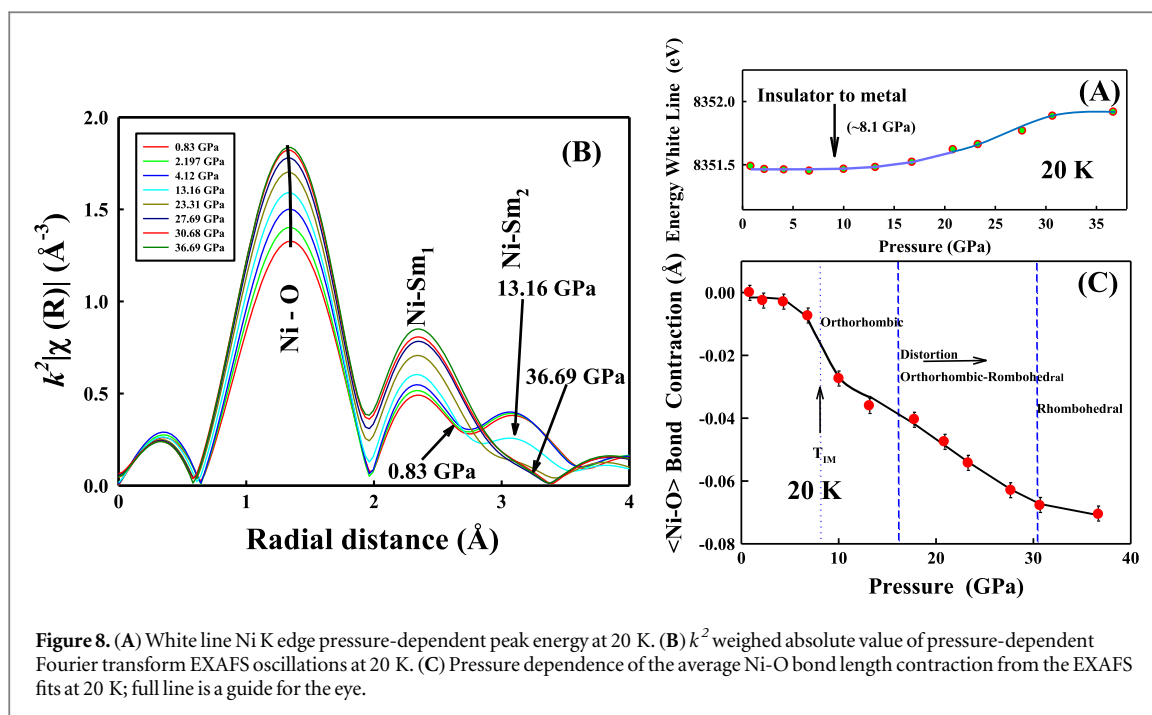 2.0
1.5
1.0
0.5
0.0
k²|χ (R)| (Å⁻³)
0.83 GPa
2.197 GPa
4.12 GPa
13.16 GPa
23.31 GPa
27.69 GPa
30.68 GPa
36.69 GPa
(B)
Ni - O
Ni-Sm₁
Ni-Sm₂
13.16 GPa
36.69 GPa
0.83 GPa
0 1 2 3 4
Radial distance (Å)
(A)
Energy White Line (eV)
8352.0
8351.5
Insulator to metal
(~8.1 GPa)
20 K
0 5 10 15 20 25 30 35
Pressure (GPa)
(C)
<Ni-O> Bond Contraction (Å)
0.00
-0.02
-0.04
-0.06
-0.08
Orthorhombic
Distortion
Orthorhombic-Rombohedral
Rhombohedral
T_IM
20 K
0 10 20 30 40
Pressure (GPa)
Figure 8. (A) White line Ni K edge pressure-dependent peak energy at 20 K. (B) k² weighed absolute value of pressure-dependent
Fourier transform EXAFS oscillations at 20 K. (C) Pressure dependence of the average Ni-O bond length contraction from the EXAFS
fits at 20 K; full line is a guide for the eye.